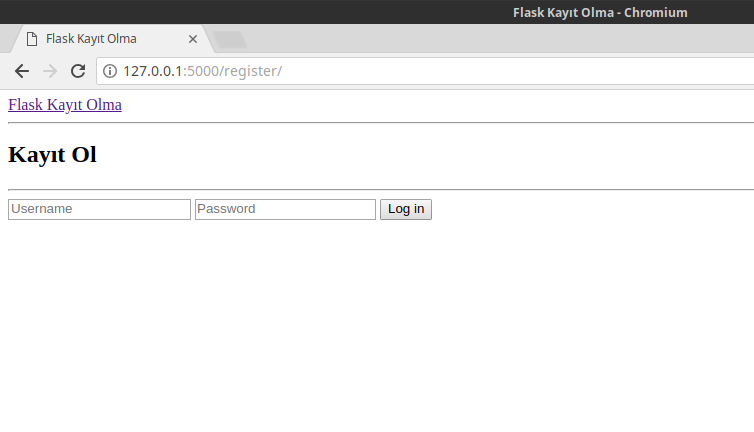 Flask Kayıt Olma - Chromium
Flask Kayıt Olma
127.0.0.1:5000/register/
Flask Kayıt Olma
Kayıt Ol
Username Password Log in